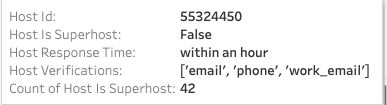 Host Id: 55324450
Host Is Superhost: False
Host Response Time: within an hour
Host Verifications: ['email', 'phone', 'work_email']
Count of Host Is Superhost: 42